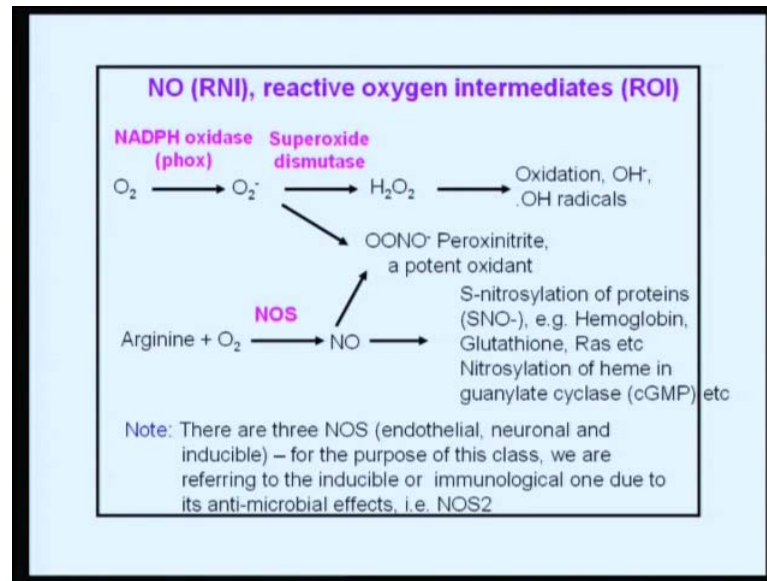 NO (RNI), reactive oxygen intermediates (ROI)
NADPH oxidase (phox)
Superoxide dismutase
O₂ → O₂⁻ → H₂O₂ → Oxidation, OH⁻,
.OH radicals
OONO⁻ Peroxinitrite,
a potent oxidant
NOS
Arginine + O₂ → NO →
S-nitrosylation of proteins
(SNO-), e.g. Hemoglobin,
Glutathione, Ras etc
Nitrosylation of heme in
guanylate cyclase (cGMP) etc
Note: There are three NOS (endothelial, neuronal and
inducible) – for the purpose of this class, we are
referring to the inducible or immunological one due to
its anti-microbial effects, i.e. NOS2